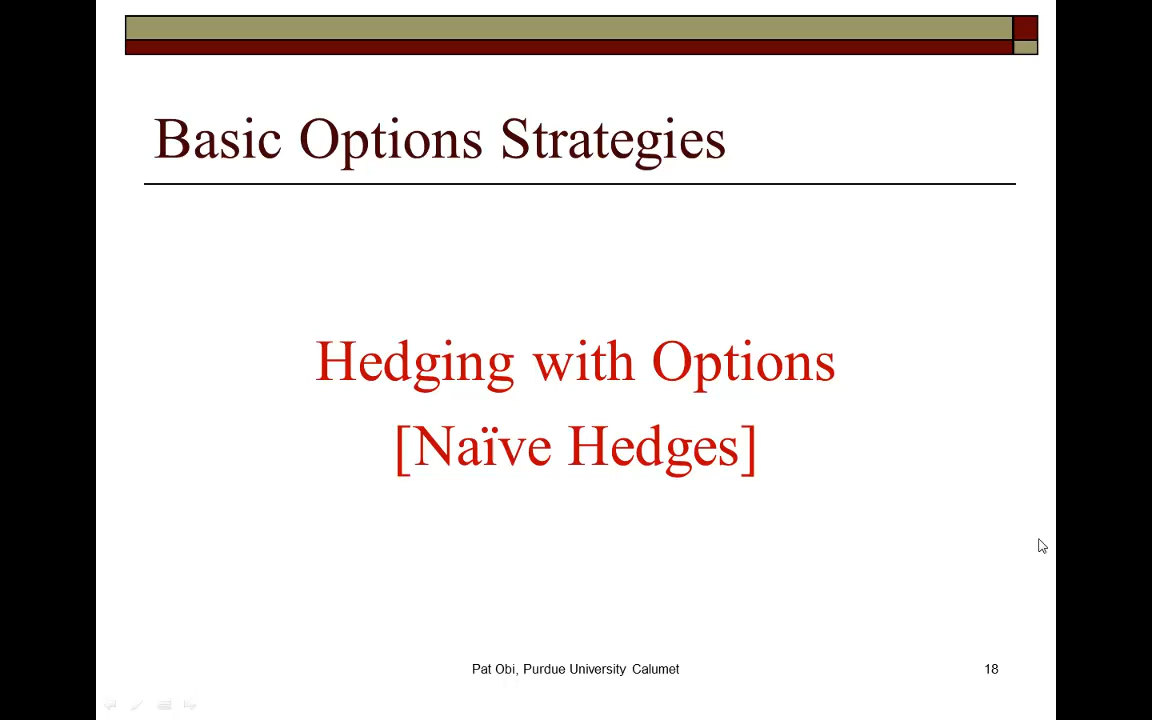 Basic Options Strategies
Hedging with Options
[Naïve Hedges]
Pat Obi, Purdue University Calumet
18